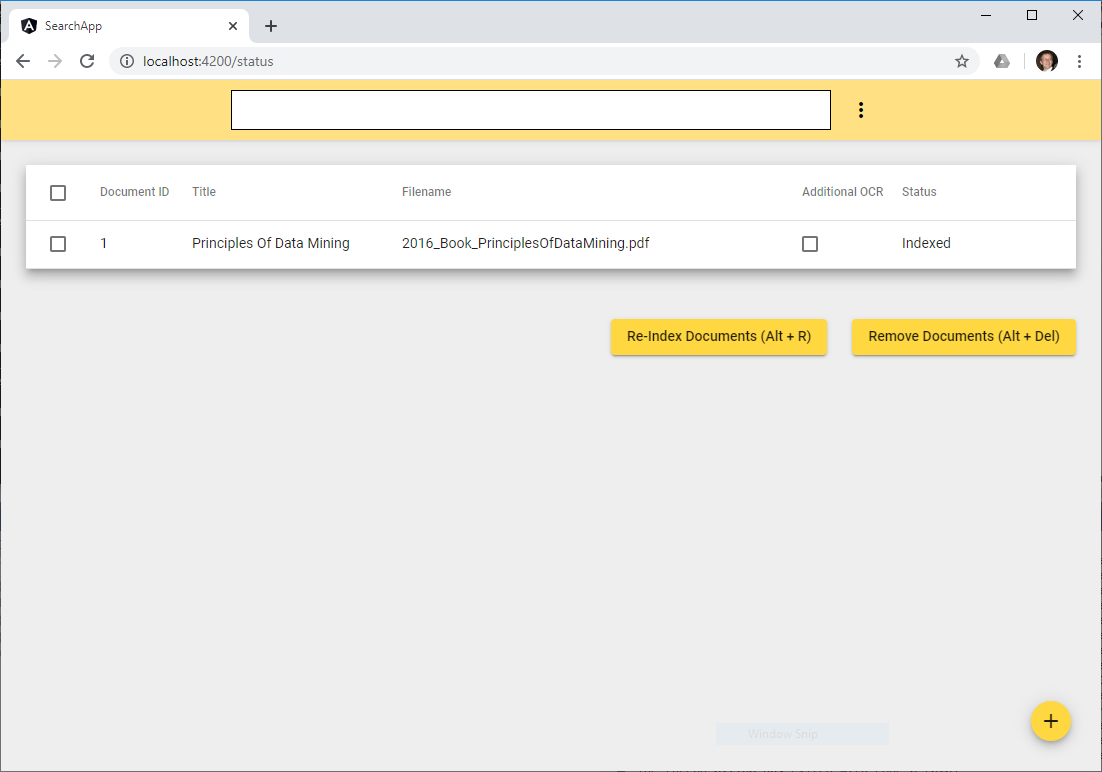 SearchApp
localhost:4200/status
Document ID Title Filename Additional OCR Status
1 Principles Of Data Mining 2016_Book_PrinciplesOfDataMining.pdf Indexed
Re-Index Documents (Alt + R) Remove Documents (Alt + Del)
Window Snip